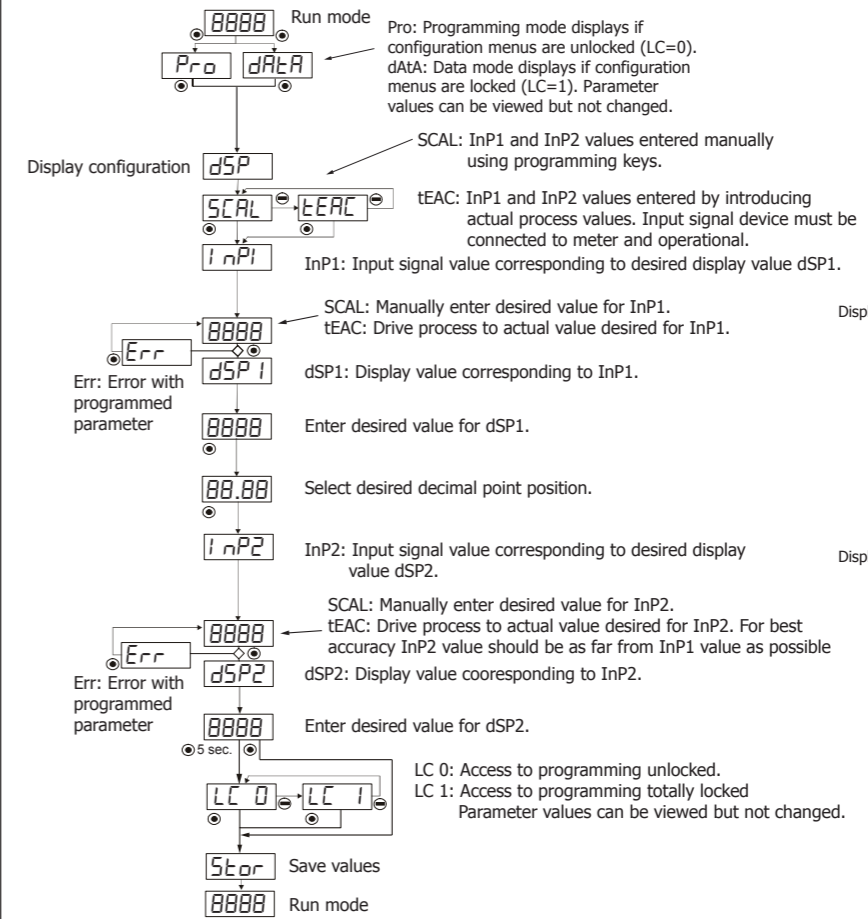 8888 Run mode
Pro dAtA
Pro: Programming mode displays if
configuration menus are unlocked (LC=0).
dAtA: Data mode displays if configuration
menus are locked (LC=1). Parameter
values can be viewed but not changed.
Display configuration dSP
SCAL: InP1 and InP2 values entered manually
using programming keys.
SCAL tEAC
tEAC: InP1 and InP2 values entered by introducing
actual process values. Input signal device must be
connected to meter and operational.
InP1
InP1: Input signal value corresponding to desired display value dSP1.
SCAL: Manually enter desired value for InP1.
tEAC: Drive process to actual value desired for InP1.
Disp
8888
Err
Err: Error with
programmed
parameter
dSP1
dSP1: Display value corresponding to InP1.
8888 Enter desired value for dSP1.
88.88 Select desired decimal point position.
InP2
InP2: Input signal value corresponding to desired display
value dSP2.
Disp
SCAL: Manually enter desired value for InP2.
tEAC: Drive process to actual value desired for InP2. For best
accuracy InP2 value should be as far from InP1 value as possible
8888
Err
Err: Error with
programmed
parameter
dSP2
dSP2: Display value cooresponding to InP2.
8888 Enter desired value for dSP2.
5 sec.
LC 0 LC 1
LC 0: Access to programming unlocked.
LC 1: Access to programming totally locked
Parameter values can be viewed but not changed.
Stor Save values
8888 Run mode